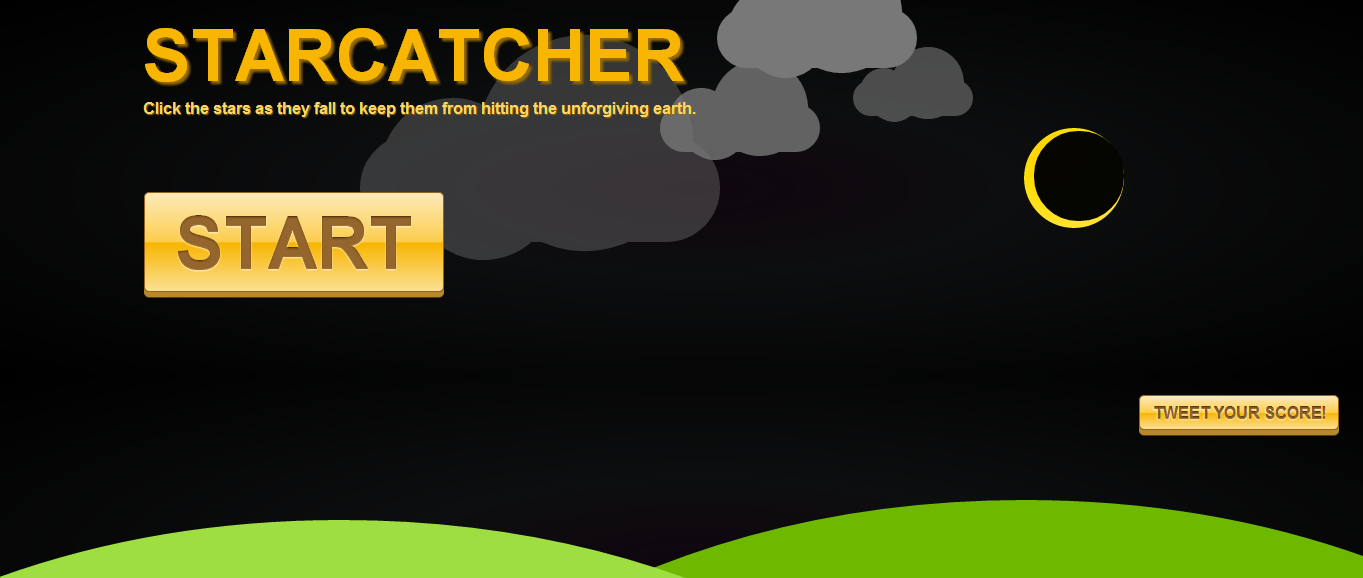 STARCATCHER
Click the stars as they fall to keep them from hitting the unforgiving earth.
START
TWEET YOUR SCORE!